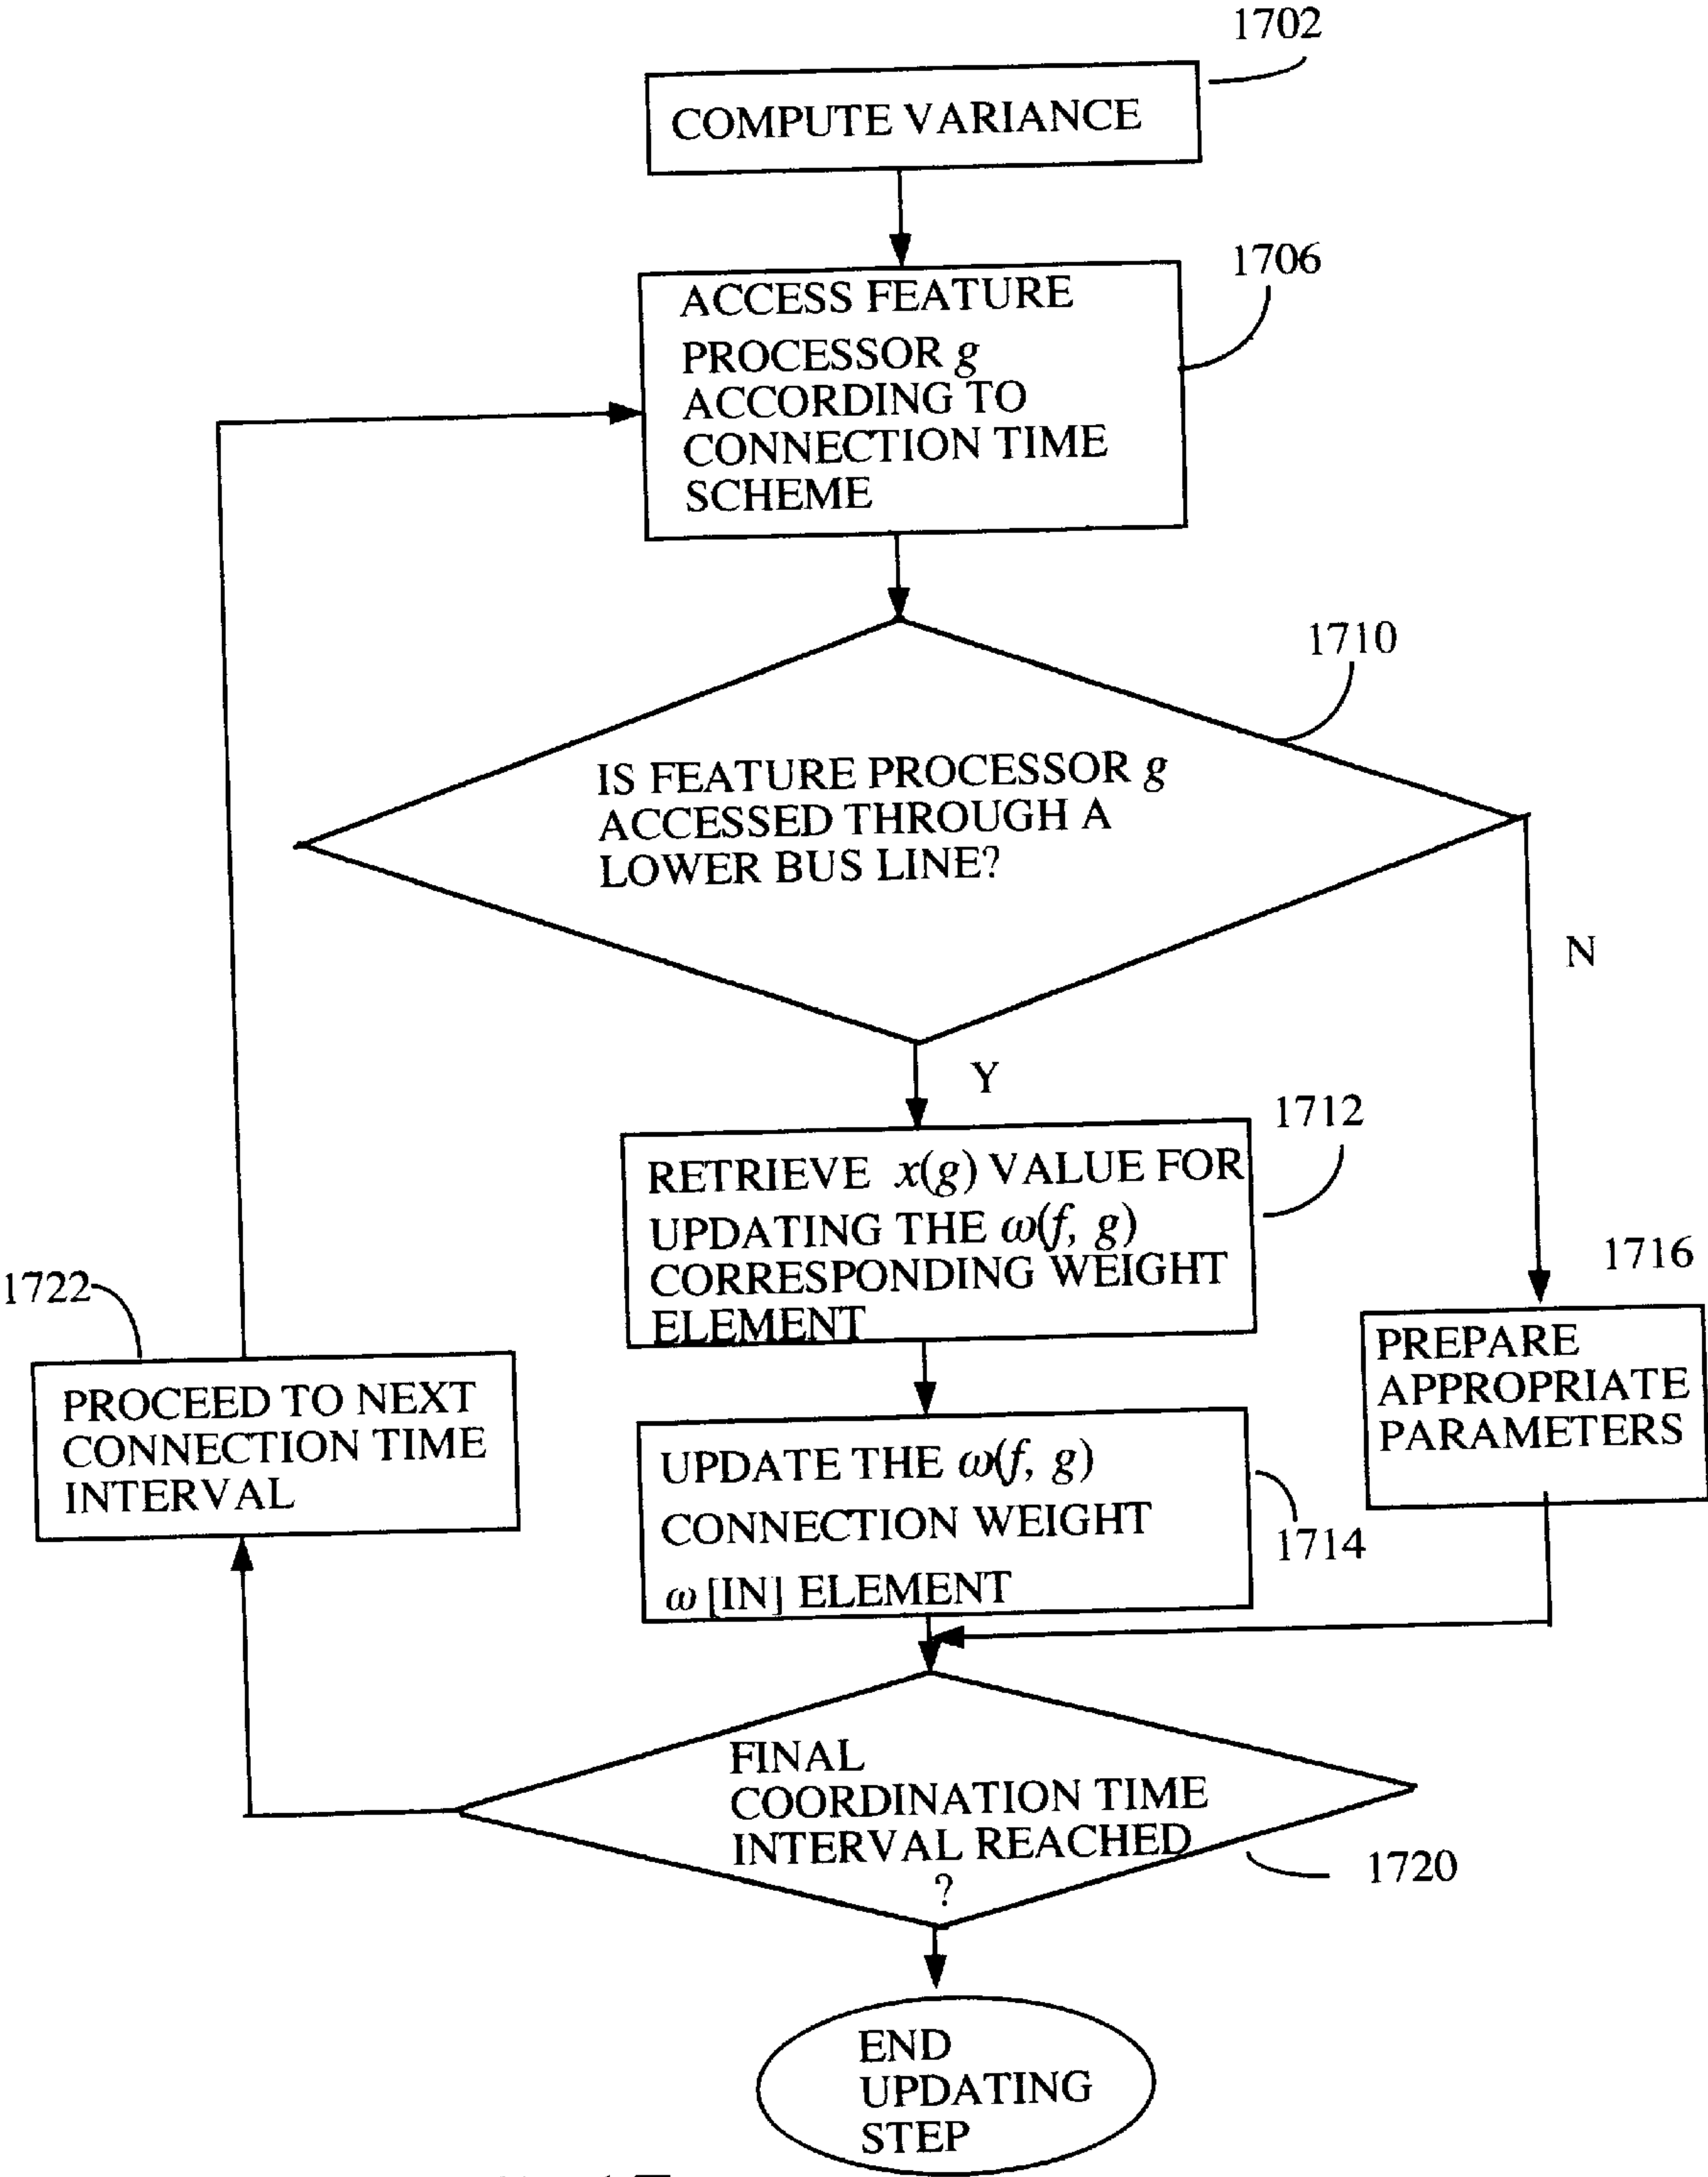 1702
COMPUTE VARIANCE
1706
ACCESS FEATURE
PROCESSOR g
ACCORDING TO
CONNECTION TIME
SCHEME
1710
IS FEATURE PROCESSOR g
ACCESSED THROUGH A
LOWER BUS LINE?
N
Y
1712
RETRIEVE x(g) VALUE FOR
UPDATING THE ω(f, g)
CORRESPONDING WEIGHT
ELEMENT
1716
PREPARE
APPROPRIATE
PARAMETERS
1722
PROCEED TO NEXT
CONNECTION TIME
INTERVAL
UPDATE THE ω(f, g)
CONNECTION WEIGHT
ω [IN] ELEMENT
1714
FINAL
COORDINATION TIME
INTERVAL REACHED
?
1720
END
UPDATING
STEP